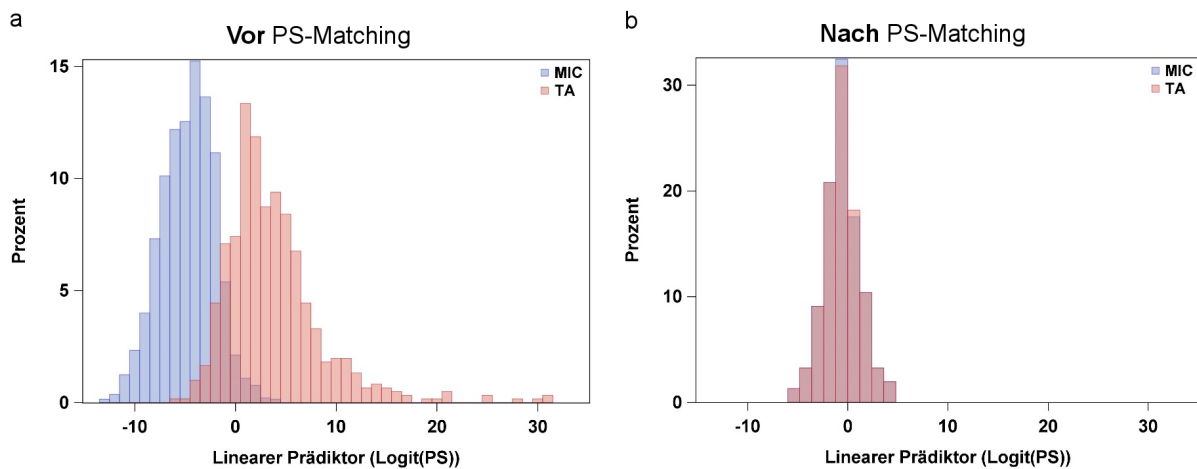 a
Vor PS-Matching
MIC
TA
15
10
5
0
Prozent
-10 0 10 20 30
Linearer Prädiktor (Logit(PS))
b
Nach PS-Matching
MIC
TA
30
20
10
0
Prozent
-10 0 10 20 30
Linearer Prädiktor (Logit(PS))